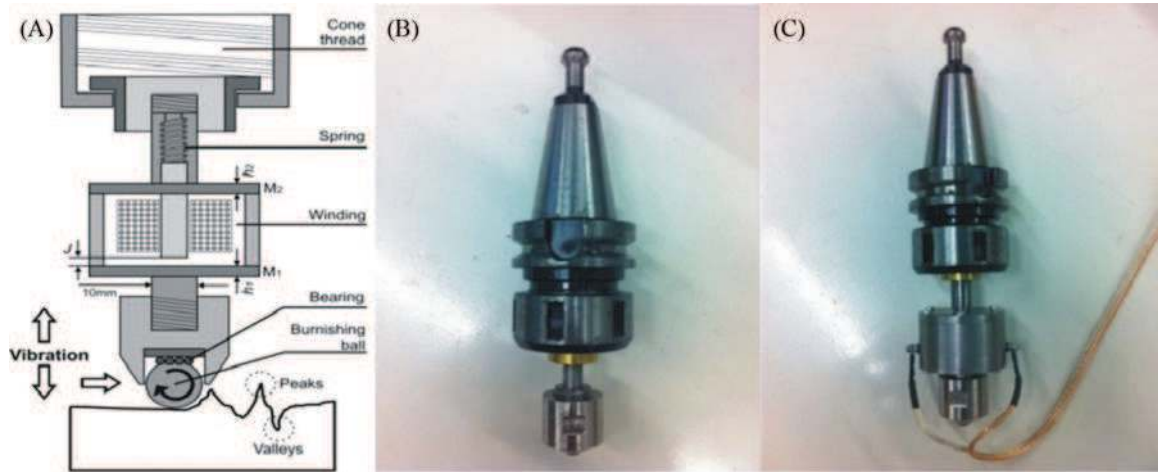 (A)
Cone
thread
Spring
h2
M2
Winding
J
M1
10mm
h1
Bearing
Vibration
Burnishing
ball
Peaks
Valleys
(B)
(C)